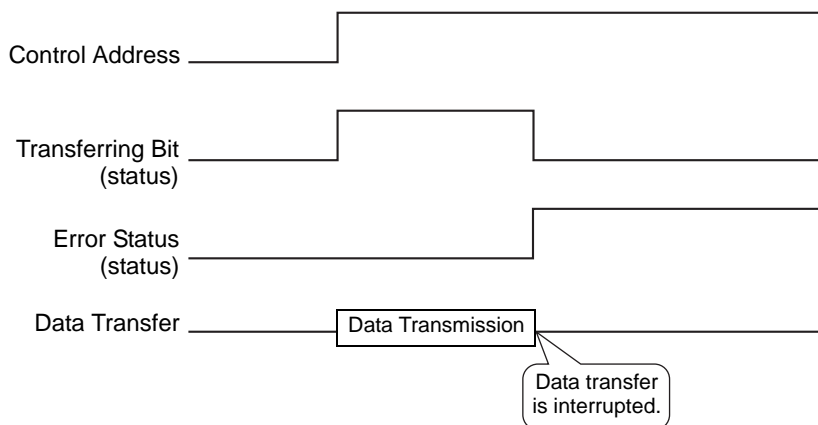 Control Address
Transferring Bit
(status)
Error Status
(status)
Data Transfer
Data Transmission
Data transfer
is interrupted.